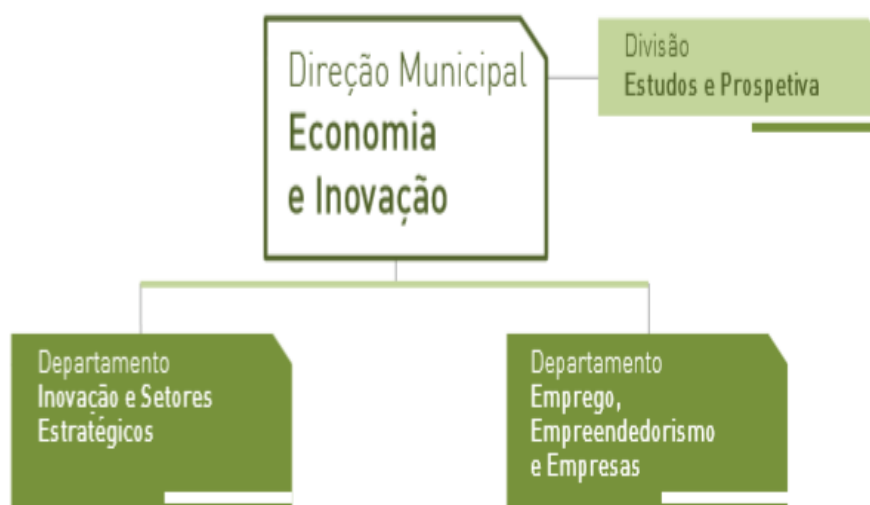 Direção Municipal
Economia
e Inovação
Divisão
Estudos e Prospetiva
Departamento
Inovação e Setores
Estratégicos
Departamento
Emprego,
Empreendedorismo
e Empresas